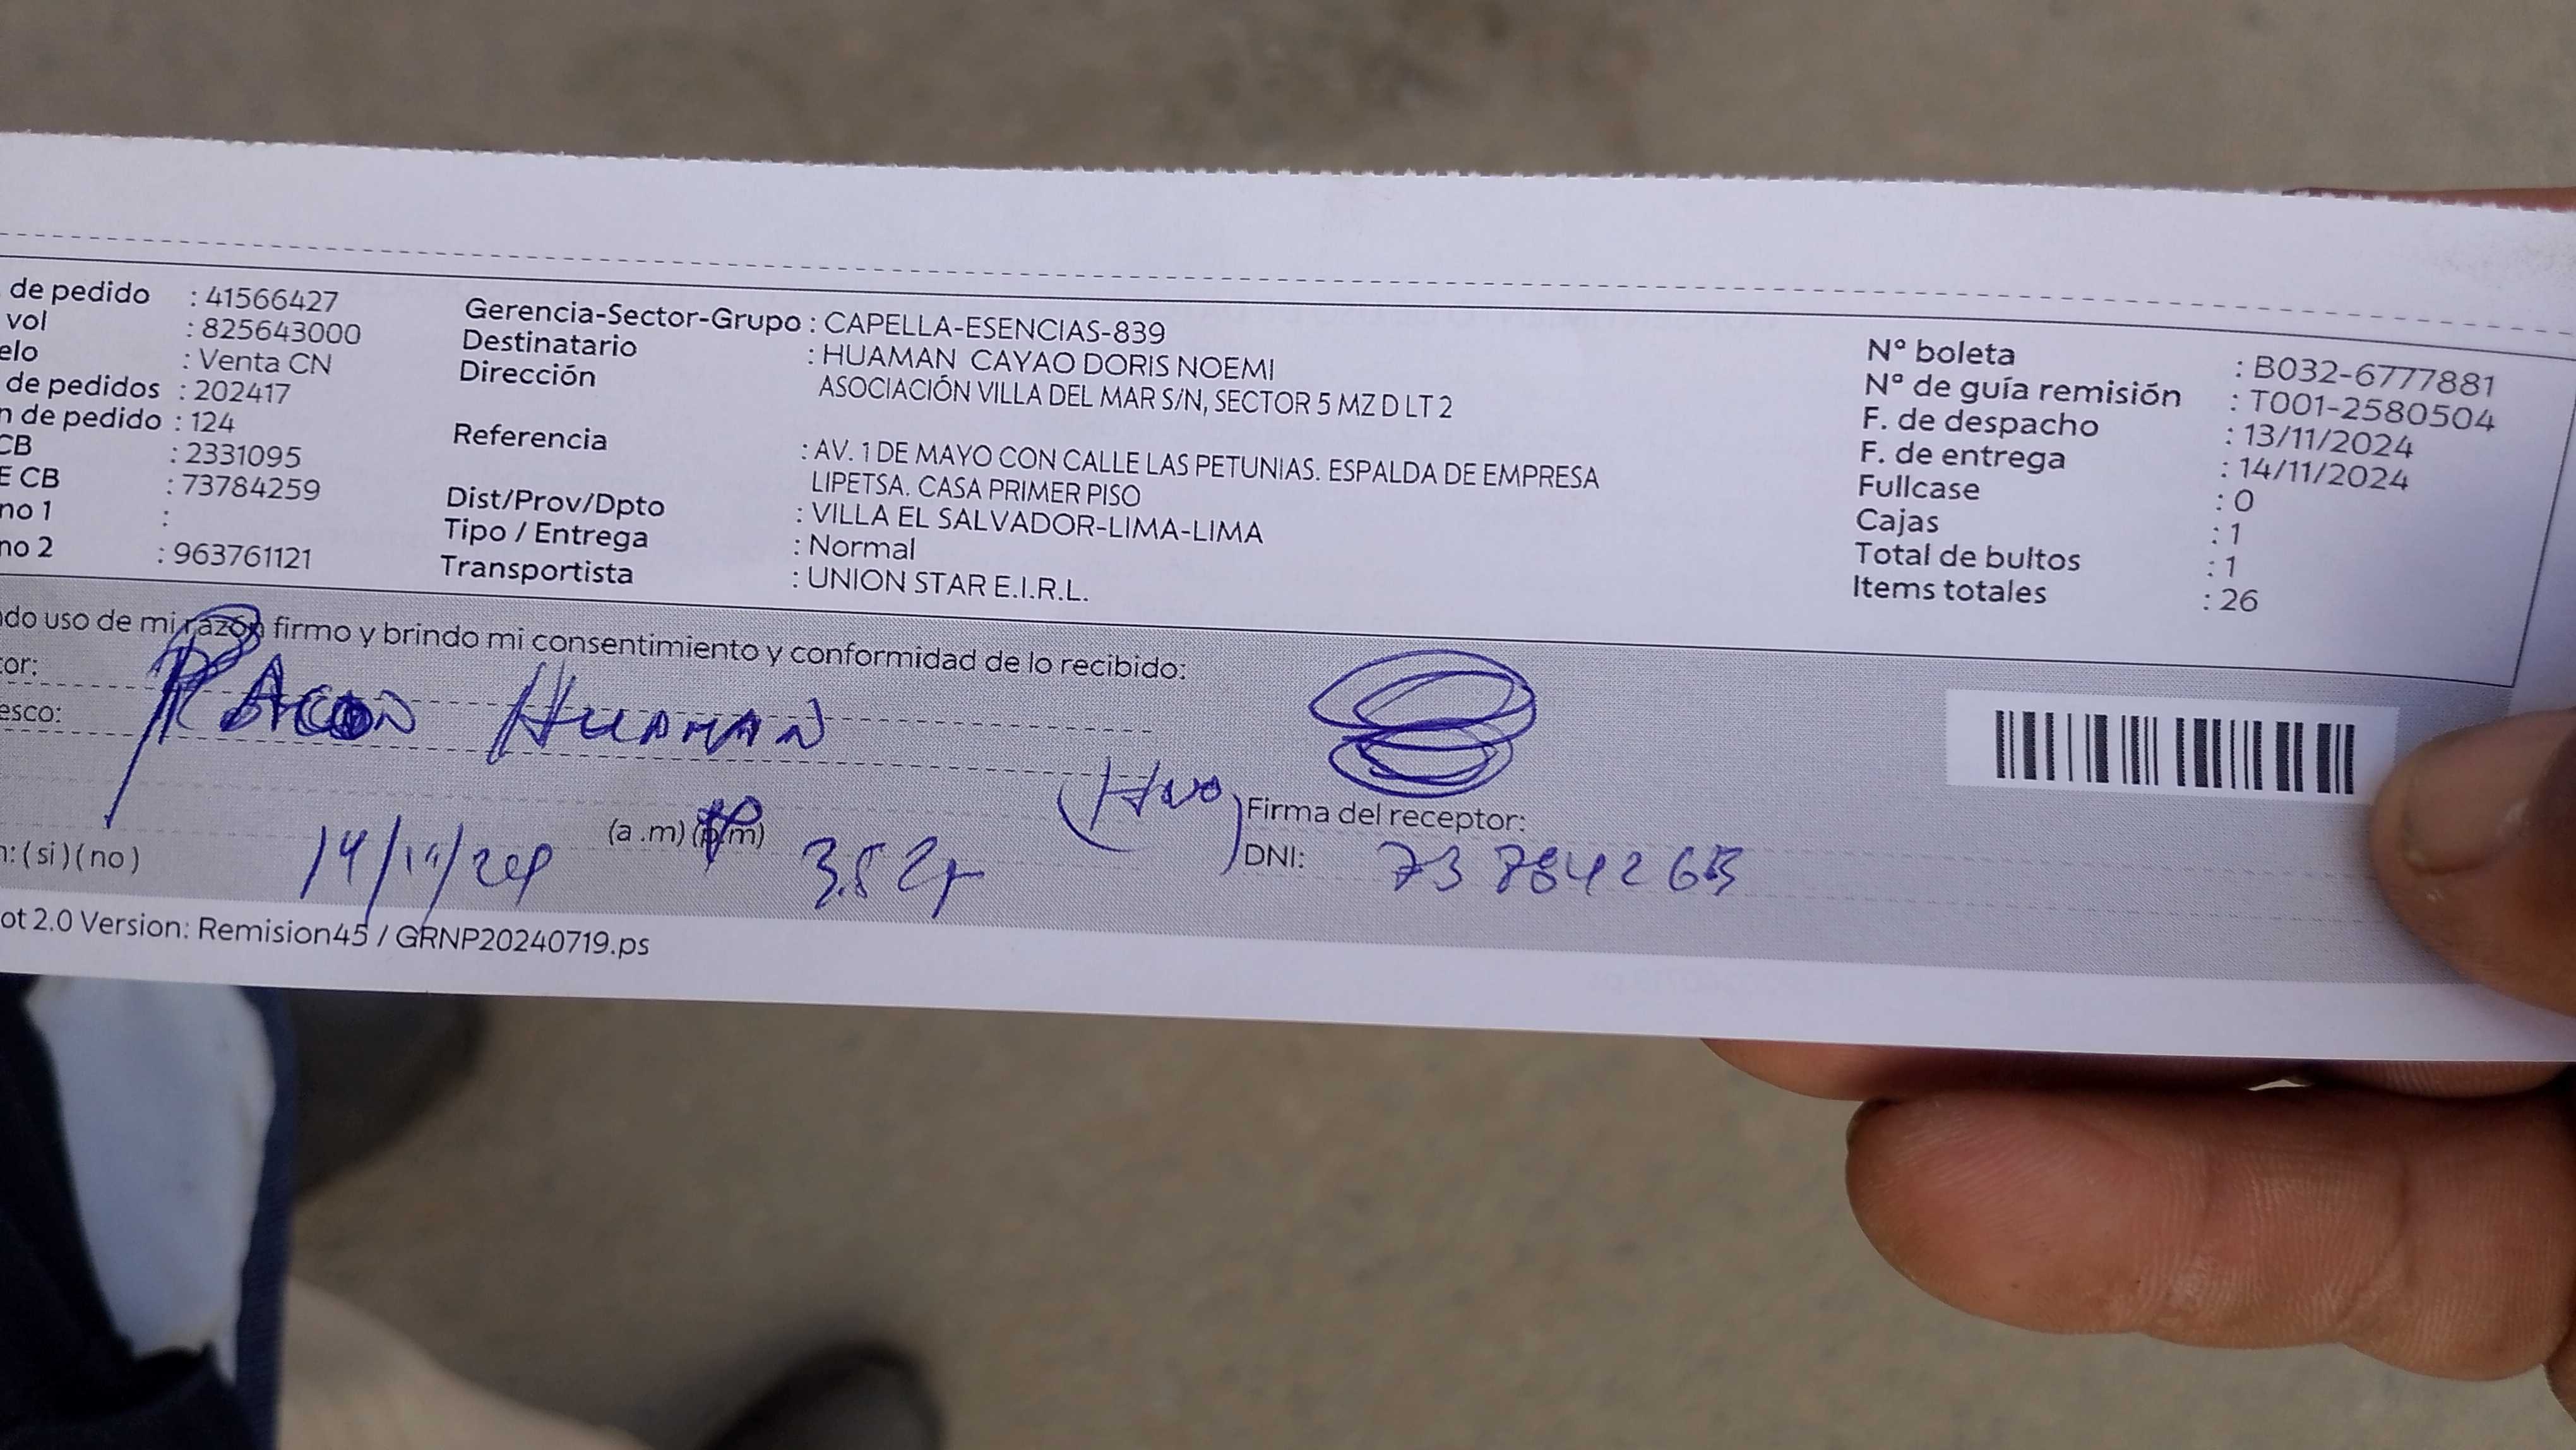 de pedido : 41566427
vol : 825643000
elo : Venta CN
de pedidos : 202417
n de pedido : 124
CB : 2331095
E CB : 73784259
no 1 :
no 2 : 963761121
Gerencia-Sector-Grupo : CAPELLA-ESENCIAS-839
Destinatario : HUAMAN CAYAO DORIS NOEMI
Dirección ASOCIACIÓN VILLA DEL MAR S/N, SECTOR 5 MZ D LT 2
Referencia : AV. 1 DE MAYO CON CALLE LAS PETUNIAS. ESPALDA DE EMPRESA
LIPETSA. CASA PRIMER PISO
Dist/Prov/Dpto : VILLA EL SALVADOR-LIMA-LIMA
Tipo / Entrega : Normal
Transportista : UNION STAR E.I.R.L.
Nº boleta : B032-6777881
Nº de guía remisión : T001-2580504
F. de despacho : 13/11/2024
F. de entrega : 14/11/2024
Fullcase : 0
Cajas : 1
Total de bultos : 1
Items totales : 26
ndo uso de mi razón firmo y brindo mi consentimiento y conformidad de lo recibido:
tor:
esco:
HUAMAN
Firma del receptor:
n: ( si ) ( no ) 14/11/24 (a .m) (p.m)
DNI:
ot 2.0 Version: Remision45 / GRNP20240719.ps